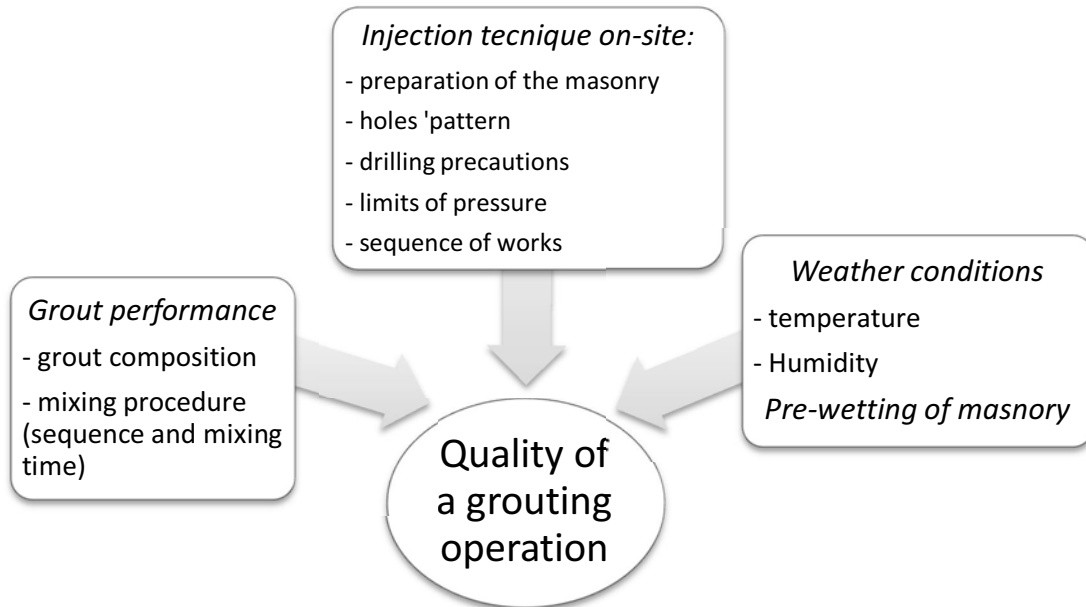 Injection tecnique on-site:
- preparation of the masonry
- holes 'pattern
- drilling precautions
- limits of pressure
- sequence of works
Grout performance
- grout composition
- mixing procedure
(sequence and mixing
time)
Weather conditions
- temperature
- Humidity
Pre-wetting of masnory
Quality of
a grouting
operation